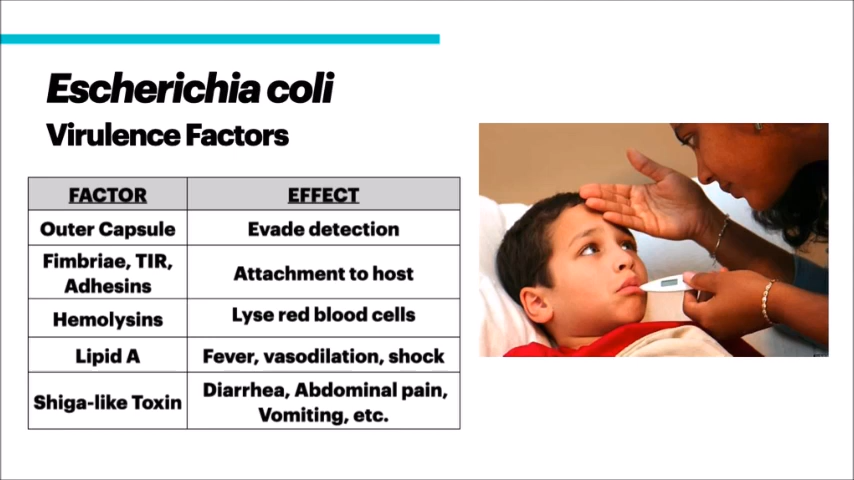 Escherichia coli
Virulence Factors
FACTOR EFFECT
Outer Capsule Evade detection
Fimbriae, TIR,
Adhesins
Attachment to host
Hemolysins Lyse red blood cells
Lipid A Fever, vasodilation, shock
Shiga-like Toxin
Diarrhea, Abdominal pain,
Vomiting, etc.